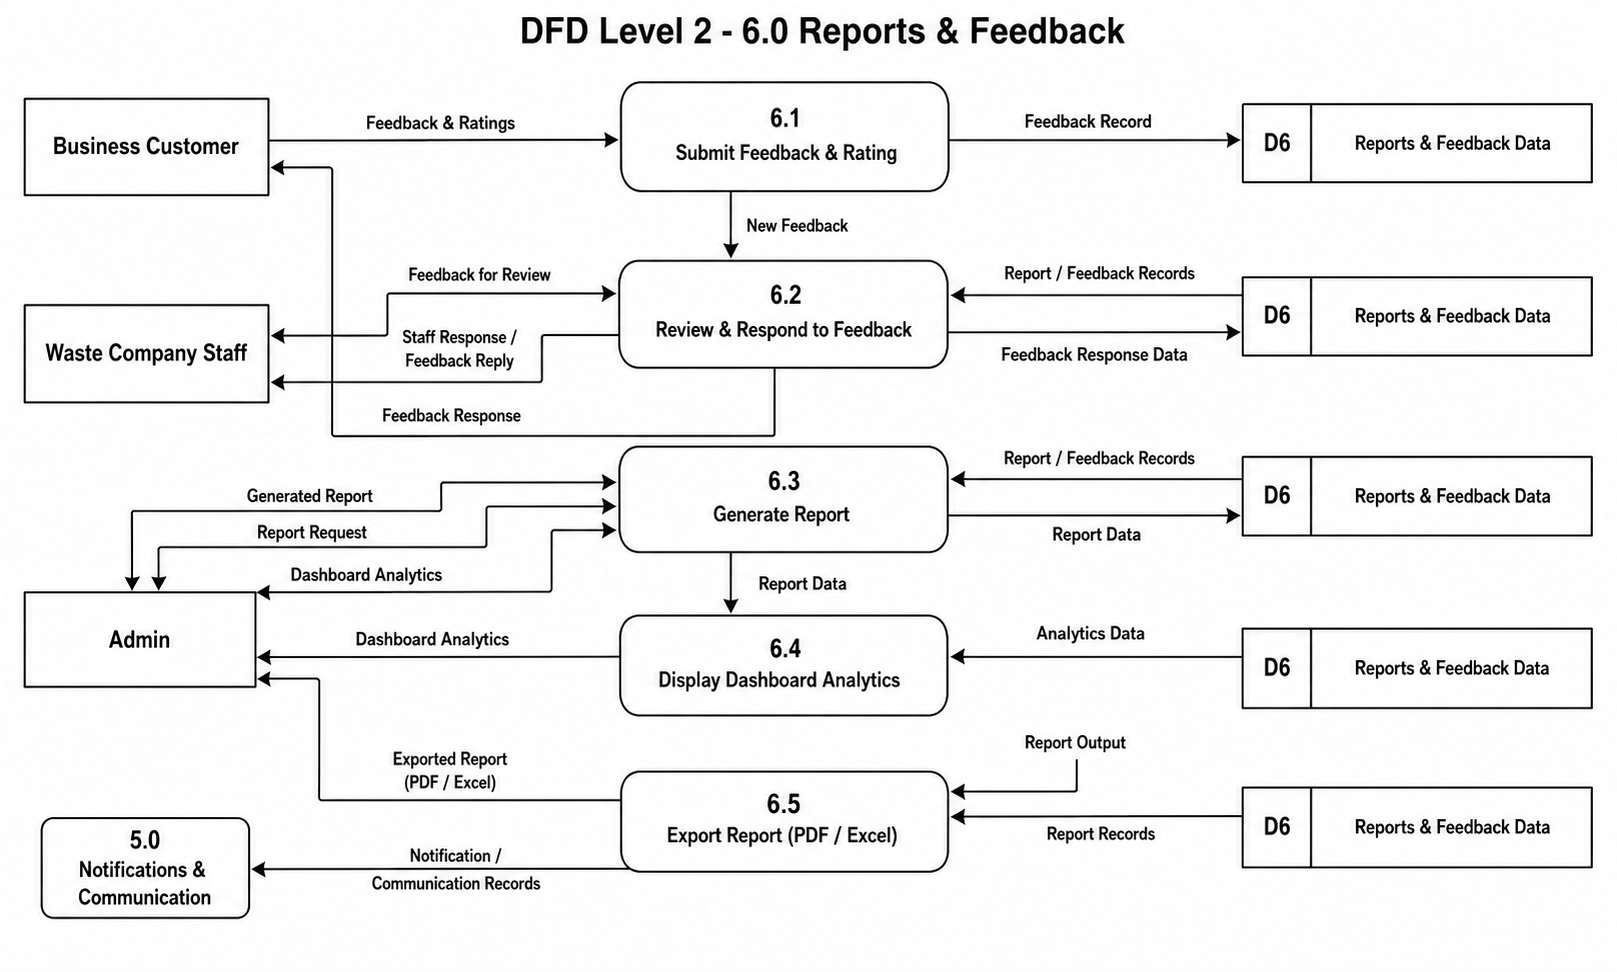 DFD Level 2 - 6.0 Reports & Feedback
Business Customer
Feedback & Ratings
6.1
Submit Feedback & Rating
Feedback Record
D6
Reports & Feedback Data
New Feedback
Waste Company Staff
Feedback for Review
Staff Response /
Feedback Reply
6.2
Review & Respond to Feedback
Report / Feedback Records
Feedback Response Data
D6
Reports & Feedback Data
Feedback Response
Generated Report
Report Request
Dashboard Analytics
6.3
Generate Report
Report / Feedback Records
Report Data
D6
Reports & Feedback Data
Report Data
Admin
Dashboard Analytics
6.4
Display Dashboard Analytics
Analytics Data
D6
Reports & Feedback Data
Exported Report
(PDF / Excel)
6.5
Export Report (PDF / Excel)
Report Output
Report Records
D6
Reports & Feedback Data
5.0
Notifications &
Communication
Notification /
Communication Records